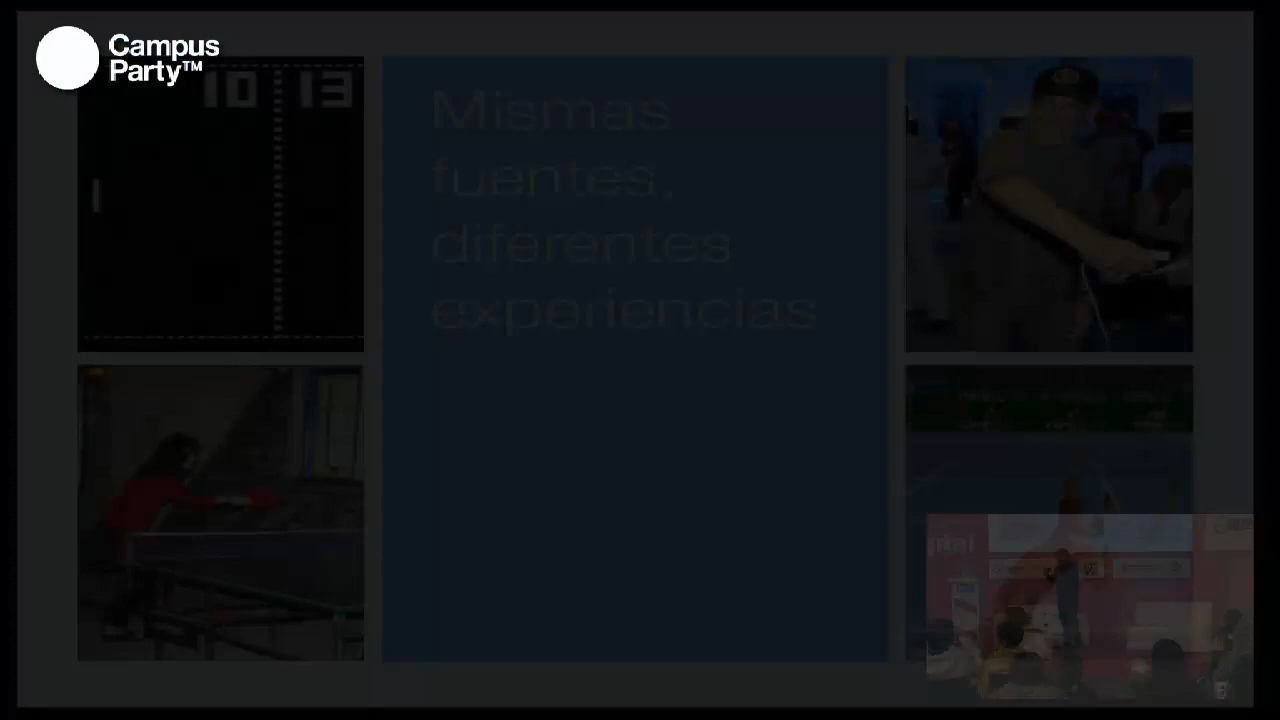 Campus
Party™
10 13
Mismas
fuentes,
diferentes
experiencias